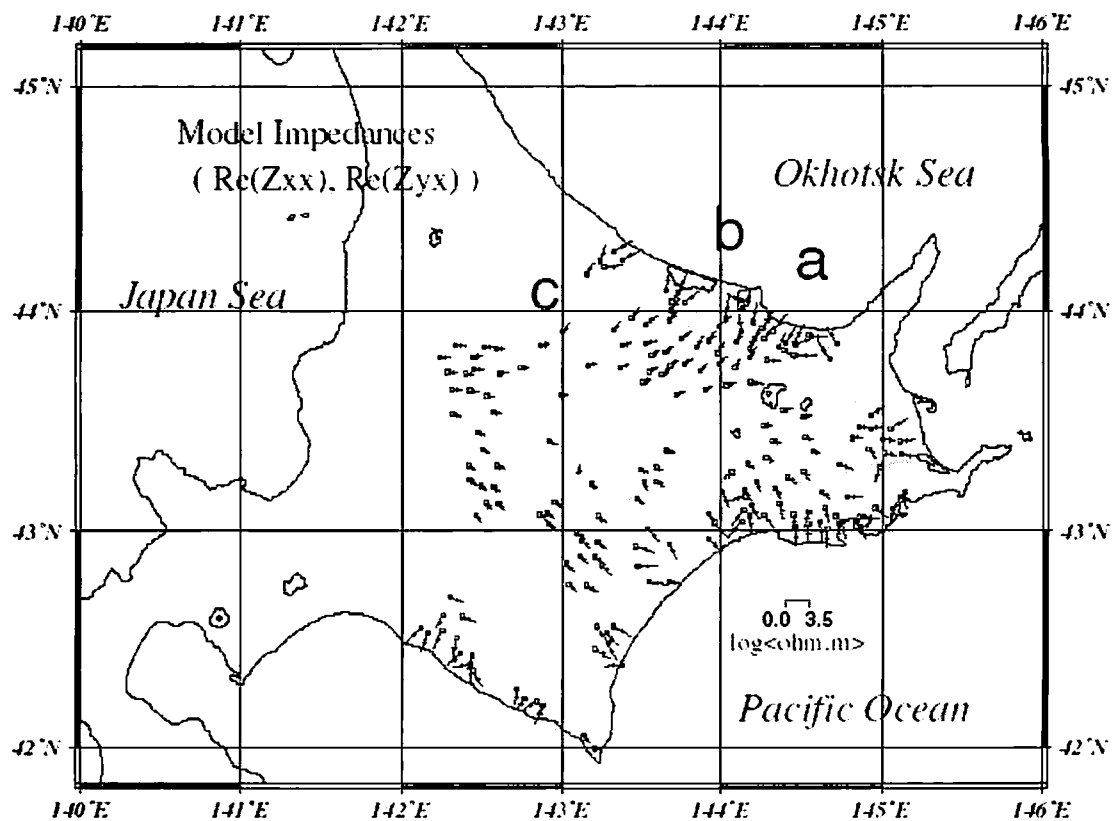 140°E 141°E 142°E 143°E 144°E 145°E 146°E
45°N 45°N
Model Impedances
( Re(Zxx), Re(Zyx) )
Okhotsk Sea
b
a
c
Japan Sea
44°N 44°N
43°N 43°N
0.0 3.5
log<ohm.m>
Pacific Ocean
42°N 42°N
140°E 141°E 142°E 143°E 144°E 145°E 146°E